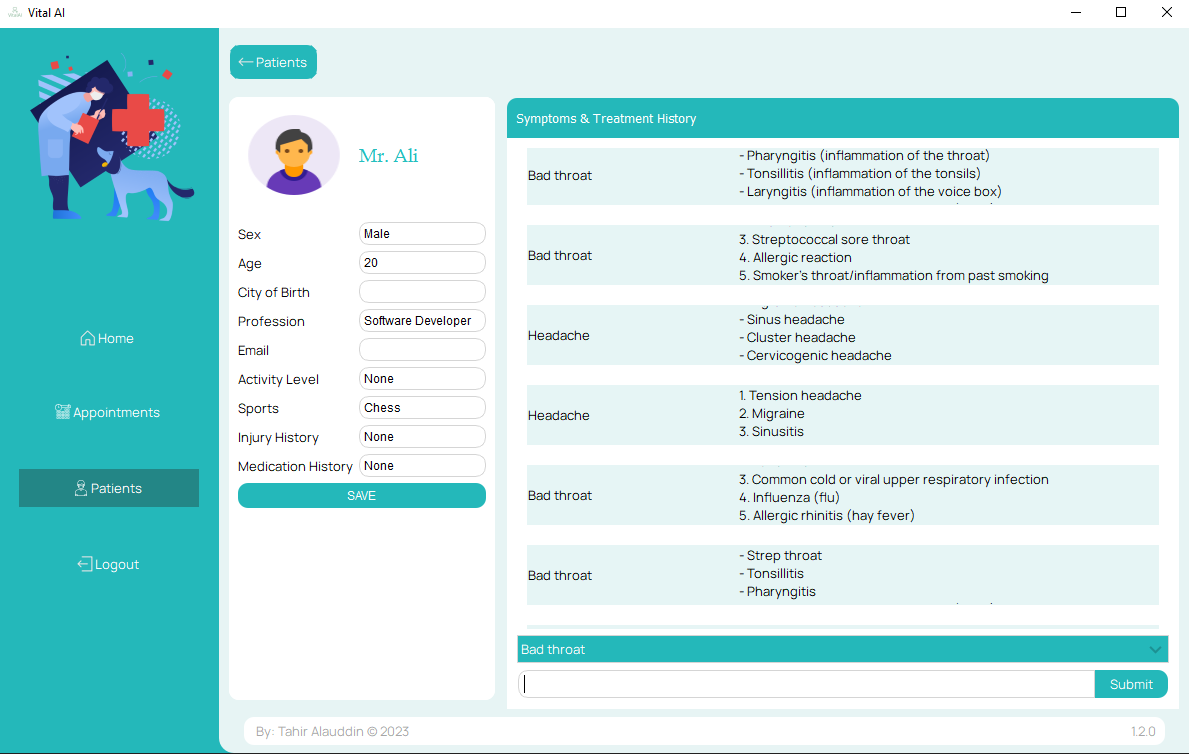 Vital AI
Patients
Mr. Ali
Sex Male
Age 20
City of Birth
Profession Software Developer
Email
Activity Level None
Sports Chess
Injury History None
Medication History None
SAVE
Home
Appointments
Patients
Logout
Symptoms & Treatment History
Bad throat
- Pharyngitis (inflammation of the throat)
- Tonsillitis (inflammation of the tonsils)
- Laryngitis (inflammation of the voice box)
Bad throat
3. Streptococcal sore throat
4. Allergic reaction
5. Smoker's throat/inflammation from past smoking
Headache
- Sinus headache
- Cluster headache
- Cervicogenic headache
Headache
1. Tension headache
2. Migraine
3. Sinusitis
Bad throat
3. Common cold or viral upper respiratory infection
4. Influenza (flu)
5. Allergic rhinitis (hay fever)
Bad throat
- Strep throat
- Tonsillitis
- Pharyngitis
Bad throat
Submit
By: Tahir Alauddin © 2023
1.2.0